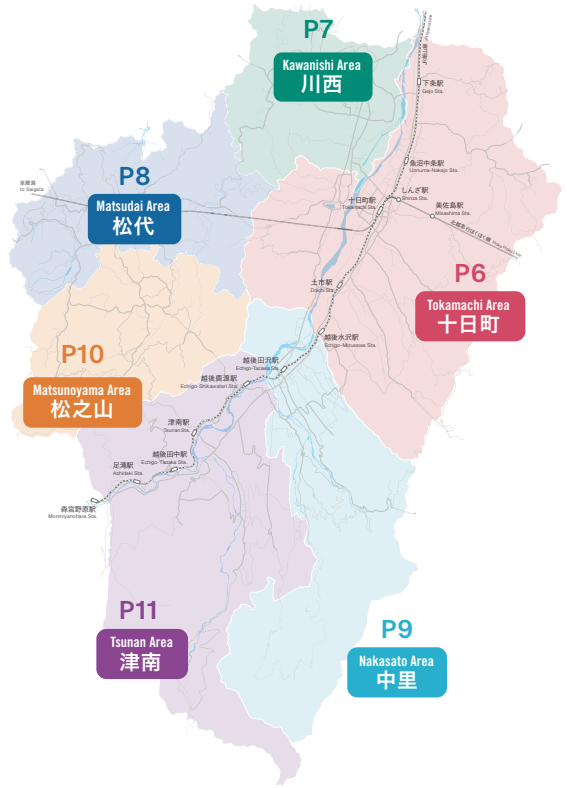 P7
Kawanishi Area
川西
下条駅
Gejo Sta.
魚沼中条駅
Uonuma-Nakajo Sta.
P8
Matsudai Area
松代
to Saigata
しんざ駅
Shinza Sta.
十日町駅
Tokamachi Sta.
美佐島駅
Misashima Sta.
P6
Tokamachi Area
十日町
土市駅
Doichi Sta.
越後水沢駅
Echigo-Mizusawa Sta.
P10
Matsunoyama Area
松之山
越後田沢駅
Echigo-Tazawa Sta.
越後鹿渡駅
Echigo-Shikawatari Sta.
津南駅
Tsunan Sta.
越後田中駅
Echigo-Tanaka Sta.
足滝駅
Ashidaki Sta.
森宮野原駅
Morimiyanohara Sta.
P11
Tsunan Area
津南
P9
Nakasato Area
中里